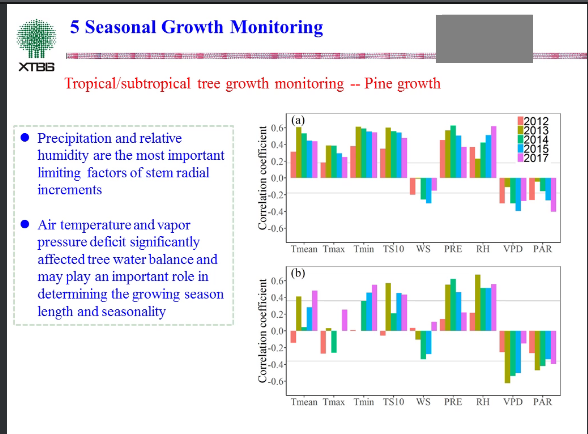 5 Seasonal Growth Monitoring
XTBG
Tropical/subtropical tree growth monitoring -- Pine growth
Precipitation and relative
humidity are the most important
limiting factors of stem radial
increments
Air temperature and vapor
pressure deficit significantly
affected tree water balance and
may play an important role in
determining the growing season
length and seasonality
(a)
2012
2013
2014
2015
2017
Correlation coefficient
0.6
0.4
0.2
0.0
-0.2
-0.4
-0.6
Tmean Tmax Tmin TS10 WS PRE RH VPD PAR
(b)
Correlation coefficient
0.6
0.4
0.2
0.0
-0.2
-0.4
-0.6
Tmean Tmax Tmin TS10 WS PRE RH VPD PAR